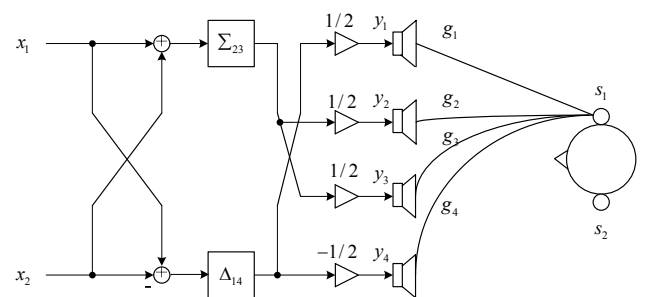 x₁
+
Σ₂₃
1/2
y₁
g₁
1/2
y₂
g₂
s₁
1/2
y₃
g₃
g₄
x₂
+
-
Δ₁₄
−1/2
y₄
s₂